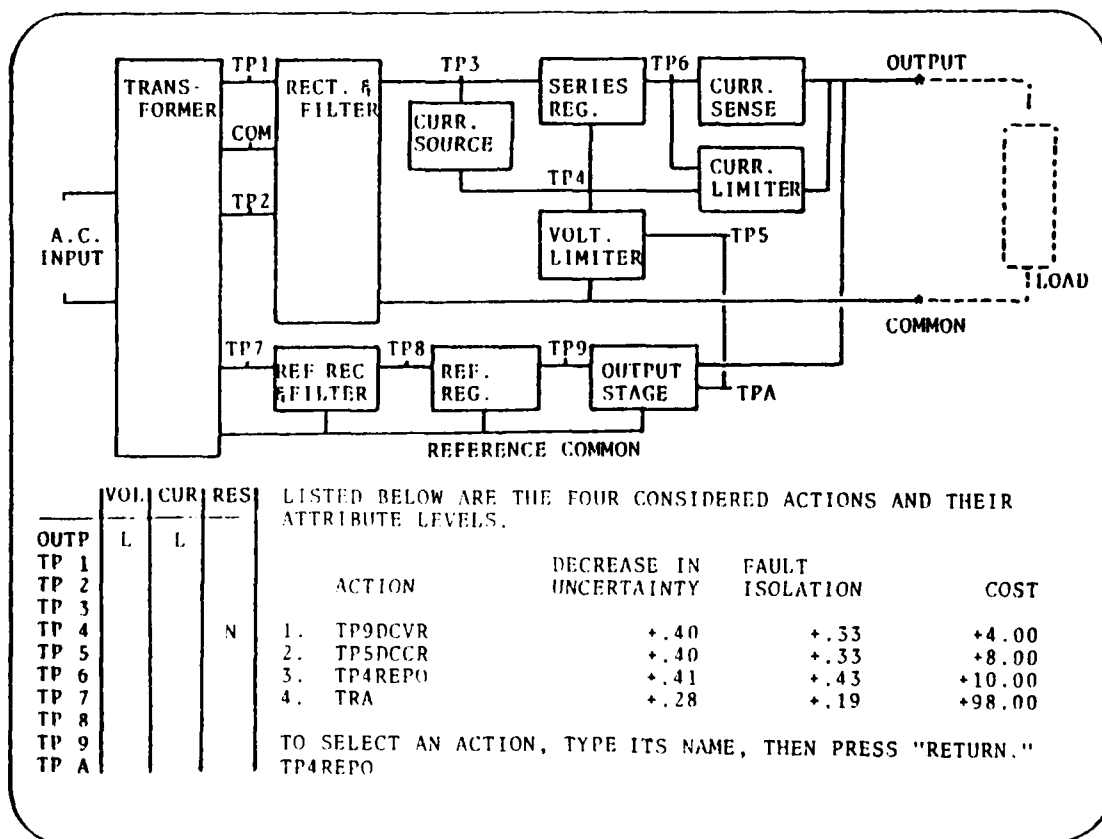 TP1 TP3 TP6 OUTPUT
TRANS- RECT. & SERIES CURR.
FORMER FILTER REG. SENSE
CURR.
COM SOURCE
CURR.
TP4 LIMITER
TP2
VOLT. TP5
A.C. LIMITER
INPUT
LOAD
COMMON
TP7 TP8 TP9
REF REC REF. OUTPUT
&FILTER REG. STAGE TPA
REFERENCE COMMON
VOL CUR RES LISTED BELOW ARE THE FOUR CONSIDERED ACTIONS AND THEIR
ATTRIBUTE LEVELS.
OUTP L L
TP 1 DECREASE IN FAULT
TP 2 ACTION UNCERTAINTY ISOLATION COST
TP 3
TP 4 N 1. TP9DCVR +.40 +.33 +4.00
TP 5 2. TP5DCCR +.40 +.33 +8.00
TP 6 3. TP4REPO +.41 +.43 +10.00
TP 7 4. TRA +.28 +.19 +98.00
TP 8
TP 9 TO SELECT AN ACTION, TYPE ITS NAME, THEN PRESS "RETURN."
TP A TP4REPO